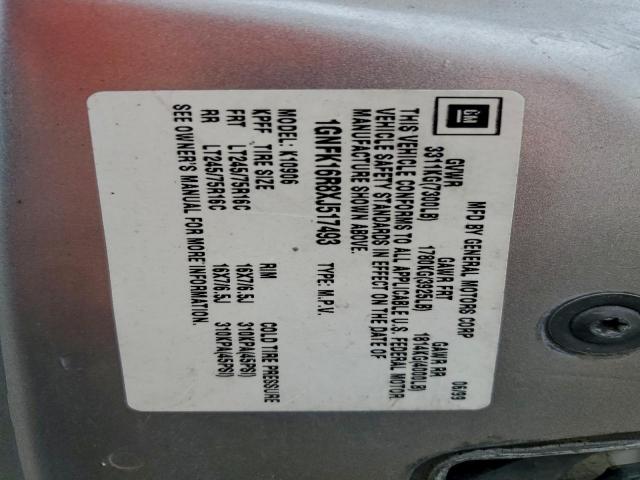 GM
MFD BY GENERAL MOTORS CORP 08/99
GVWR GAWR FRT GAWR RR
3311KG(7300LB) 1780KG(3925LB) 1814KG(4000LB)
THIS VEHICLE CONFORMS TO ALL APPLICABLE U.S. FEDERAL MOTOR
VEHICLE SAFETY STANDARDS IN EFFECT ON THE DATE OF
MANUFACTURE SHOWN ABOVE.
1GNFK16R8XJ517493 TYPE: M.P.V.
MODEL: K10906
KPFF TIRE SIZE RIM COLD TIRE PRESSURE
FRT LT245/75R16C 16X7/6.5J 310KPA(45PSI)
RR LT245/75R16C 16X7/6.5J 310KPA(45PSI)
SEE OWNER'S MANUAL FOR MORE INFORMATION.